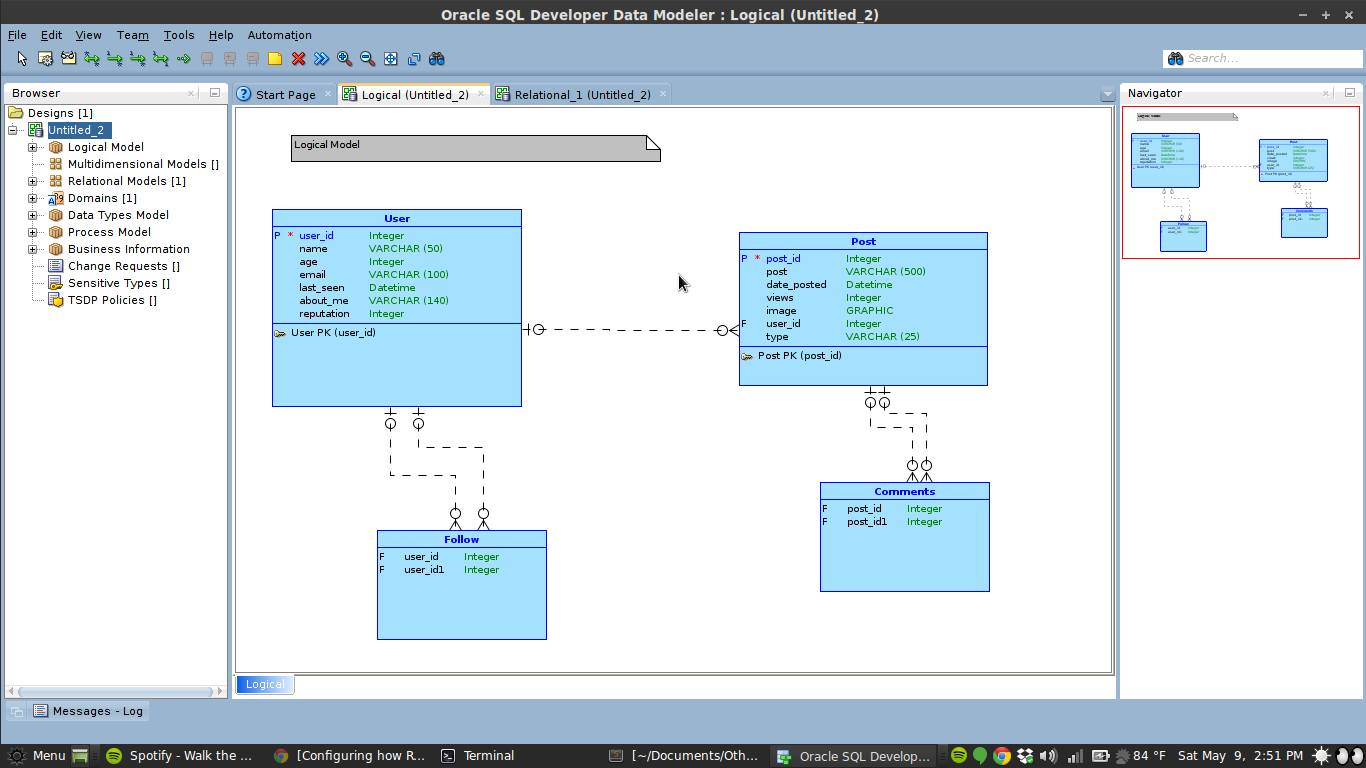 Oracle SQL Developer Data Modeler : Logical (Untitled_2)
File Edit View Team Tools Help Automation
Search...
Browser
Start Page
Logical (Untitled_2)
Relational_1 (Untitled_2)
Navigator
Designs [1]
Untitled_2
Logical Model
Multidimensional Models []
Relational Models [1]
Domains [1]
Data Types Model
Process Model
Business Information
Change Requests []
Sensitive Types []
TSDP Policies []
Logical Model
User
P * user_id Integer
name VARCHAR (50)
age Integer
email VARCHAR (100)
last_seen Datetime
about_me VARCHAR (140)
reputation Integer
User PK (user_id)
Post
P * post_id Integer
post VARCHAR (500)
date_posted Datetime
views Integer
image GRAPHIC
F user_id Integer
type VARCHAR (25)
Post PK (post_id)
Follow
F user_id Integer
F user_id1 Integer
Comments
F post_id Integer
F post_id1 Integer
Logical
Messages - Log
Menu
Spotify - Walk the ...
[Configuring how R...
Terminal
[~/Documents/Oth...
Oracle SQL Develop...
84 °F
Sat May 9, 2:51 PM